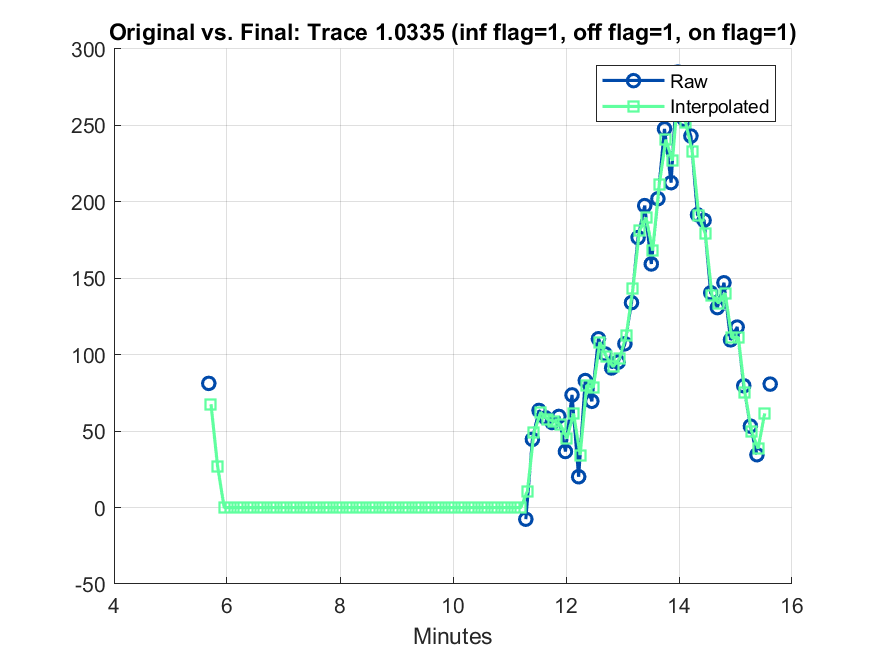 Original vs. Final: Trace 1.0335 (inf flag=1, off flag=1, on flag=1)
300
250
200
150
100
50
0
-50
4 6 8 10 12 14 16
Minutes
Raw
Interpolated